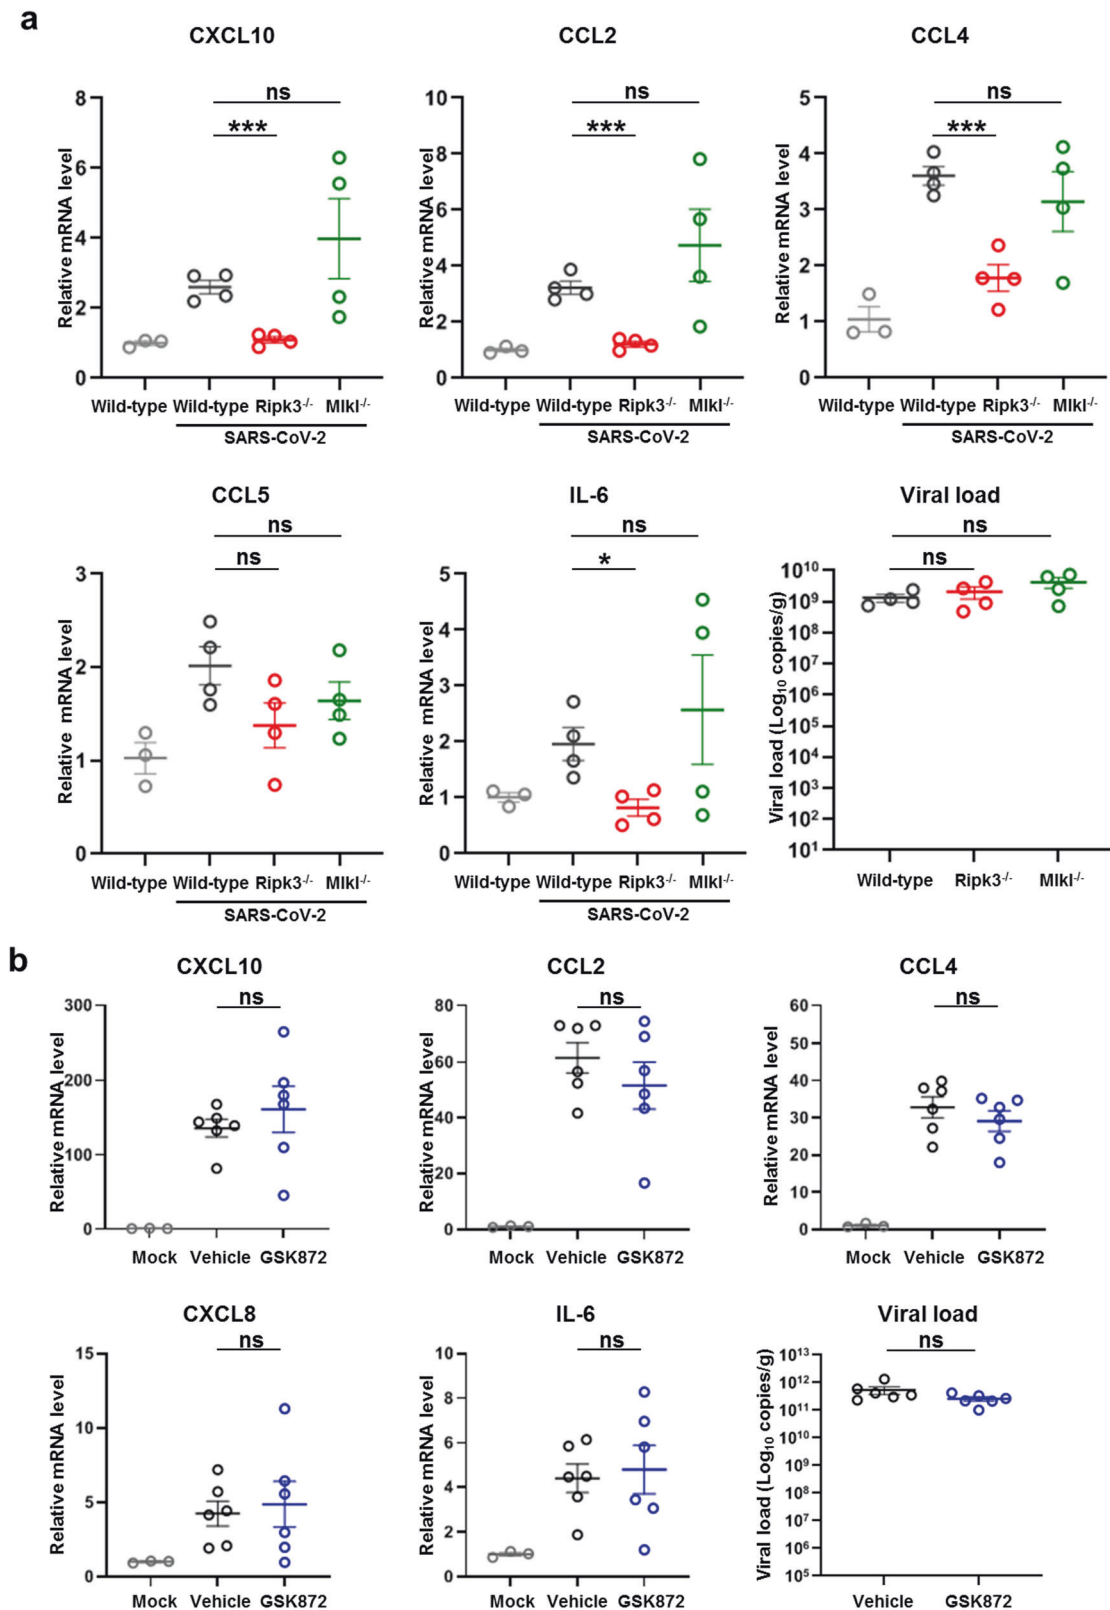 a
CXCL10
CCL2
CCL4
Relative mRNA level
8
6
4
2
0
ns
***
Wild-type Wild-type Ripk3-/- Mlkl-/-
SARS-CoV-2
Relative mRNA level
10
8
6
4
2
0
ns
***
Wild-type Wild-type Ripk3-/- Mlkl-/-
SARS-CoV-2
Relative mRNA level
5
4
3
2
1
0
ns
***
Wild-type Wild-type Ripk3-/- Mlkl-/-
SARS-CoV-2
CCL5
IL-6
Viral load
Relative mRNA level
3
2
1
0
ns
ns
Wild-type Wild-type Ripk3-/- Mlkl-/-
SARS-CoV-2
Relative mRNA level
5
4
3
2
1
0
ns
*
Wild-type Wild-type Ripk3-/- Mlkl-/-
SARS-CoV-2
Viral load (Log10 copies/g)
10^10
10^9
10^8
10^7
10^6
10^5
10^4
10^3
10^2
10^1
ns
ns
Wild-type Ripk3-/- Mlkl-/-
b
CXCL10
CCL2
CCL4
Relative mRNA level
300
200
100
0
ns
Mock Vehicle GSK872
Relative mRNA level
80
60
40
20
0
ns
Mock Vehicle GSK872
Relative mRNA level
60
50
40
30
20
10
0
ns
Mock Vehicle GSK872
CXCL8
IL-6
Viral load
Relative mRNA level
15
10
5
0
ns
Mock Vehicle GSK872
Relative mRNA level
10
8
6
4
2
0
ns
Mock Vehicle GSK872
Viral load (Log10 copies/g)
10^13
10^12
10^11
10^10
10^9
10^8
10^7
10^6
10^5
ns
Vehicle GSK872